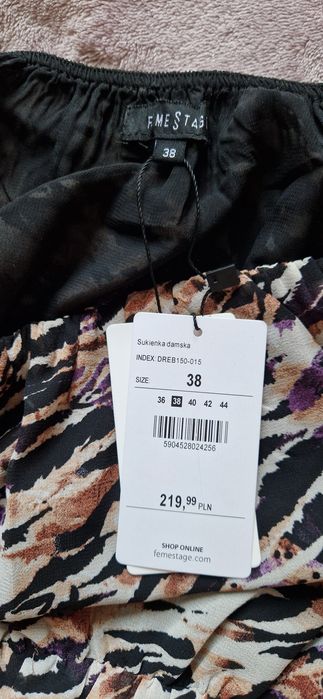 FEMESTAGE
38
Sukienka damska
INDEX: DREB150-015
SIZE: 38
36 38 40 42 44
5904528024256
219,99 PLN
SHOP ONLINE
femestage.com